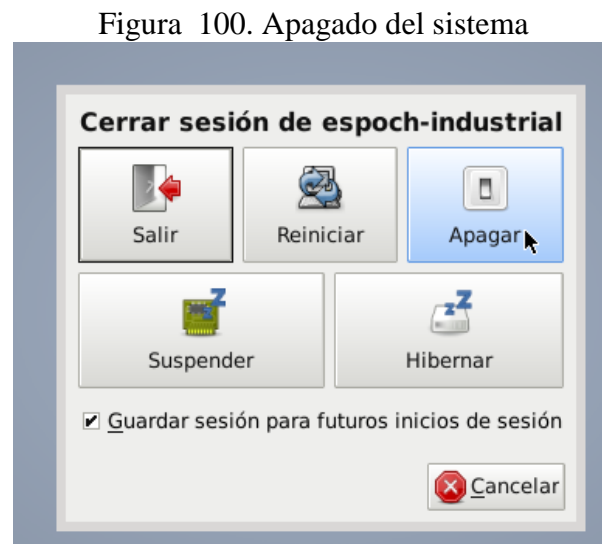 Figura 100. Apagado del sistema
Cerrar sesión de espoch-industrial
Salir Reiniciar Apagar
Suspender Hibernar
Guardar sesión para futuros inicios de sesión
Cancelar